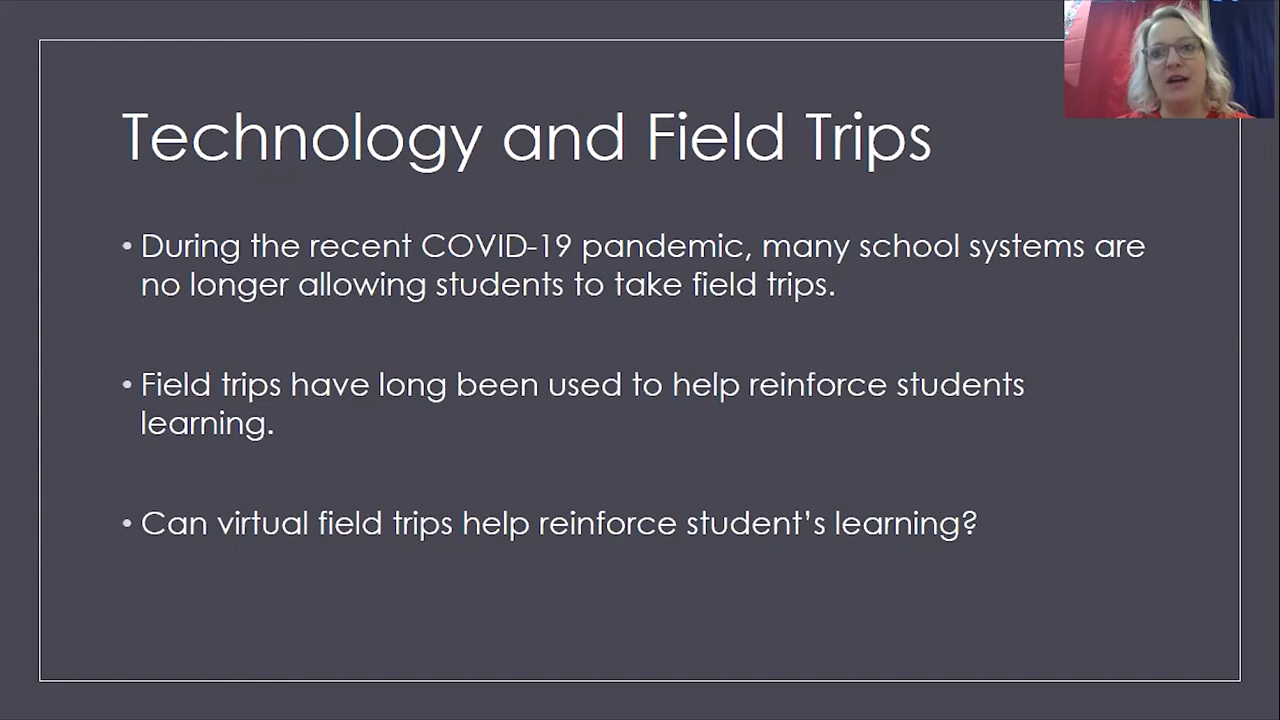 Technology and Field Trips
• During the recent COVID-19 pandemic, many school systems are
no longer allowing students to take field trips.
• Field trips have long been used to help reinforce students
learning.
• Can virtual field trips help reinforce student’s learning?